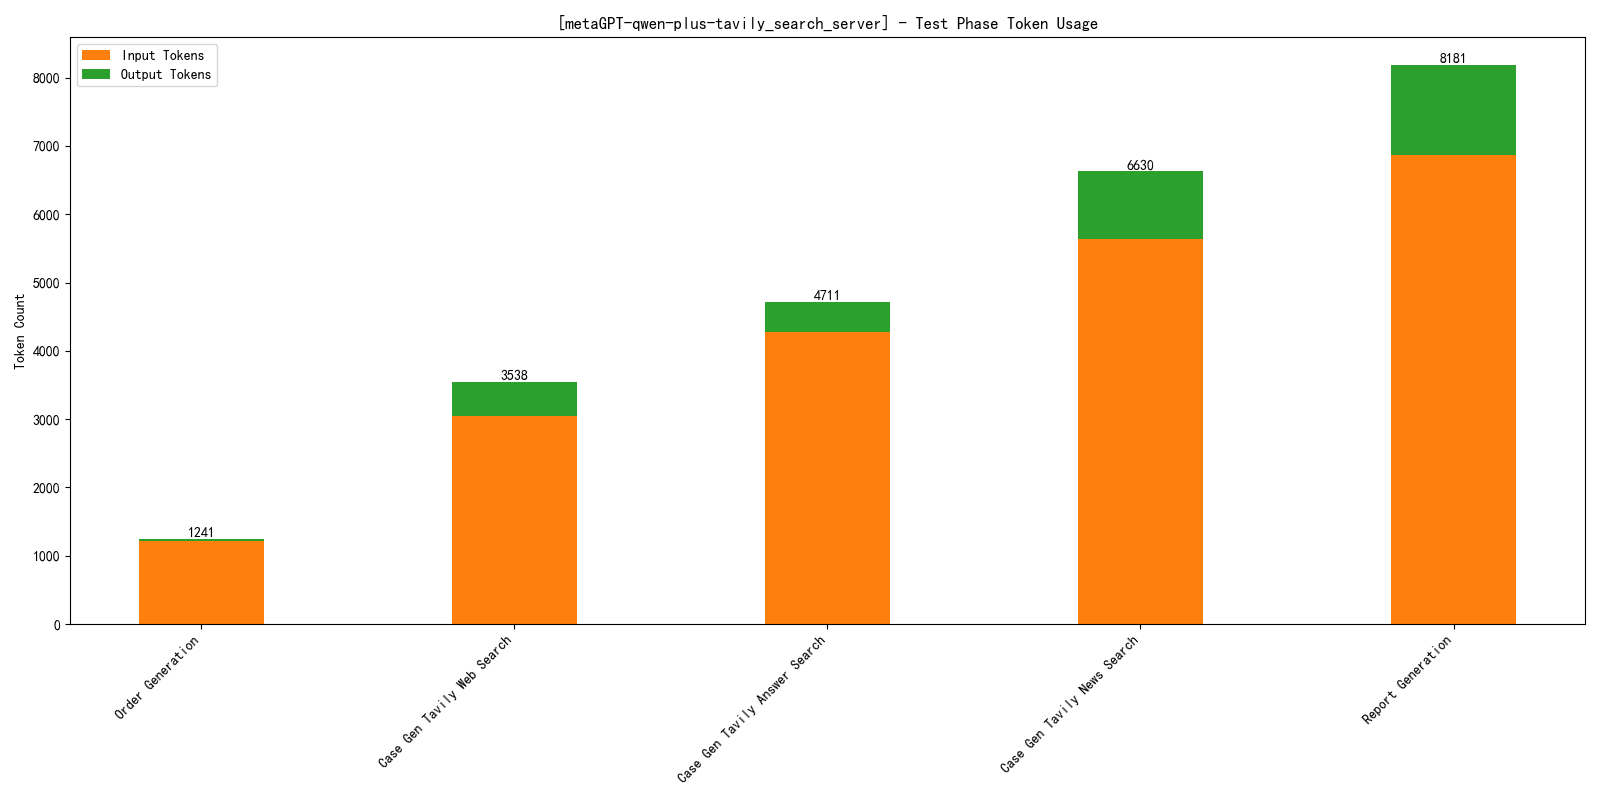 [metaGPT-qwen-plus-tavily_search_server] - Test Phase Token Usage
Input Tokens
Output Tokens
Token Count
8000
7000
6000
5000
4000
3000
2000
1000
0
1241
3538
4711
6630
8181
Order Generation
Case Gen Tavily Web Search
Case Gen Tavily Answer Search
Case Gen Tavily News Search
Report Generation